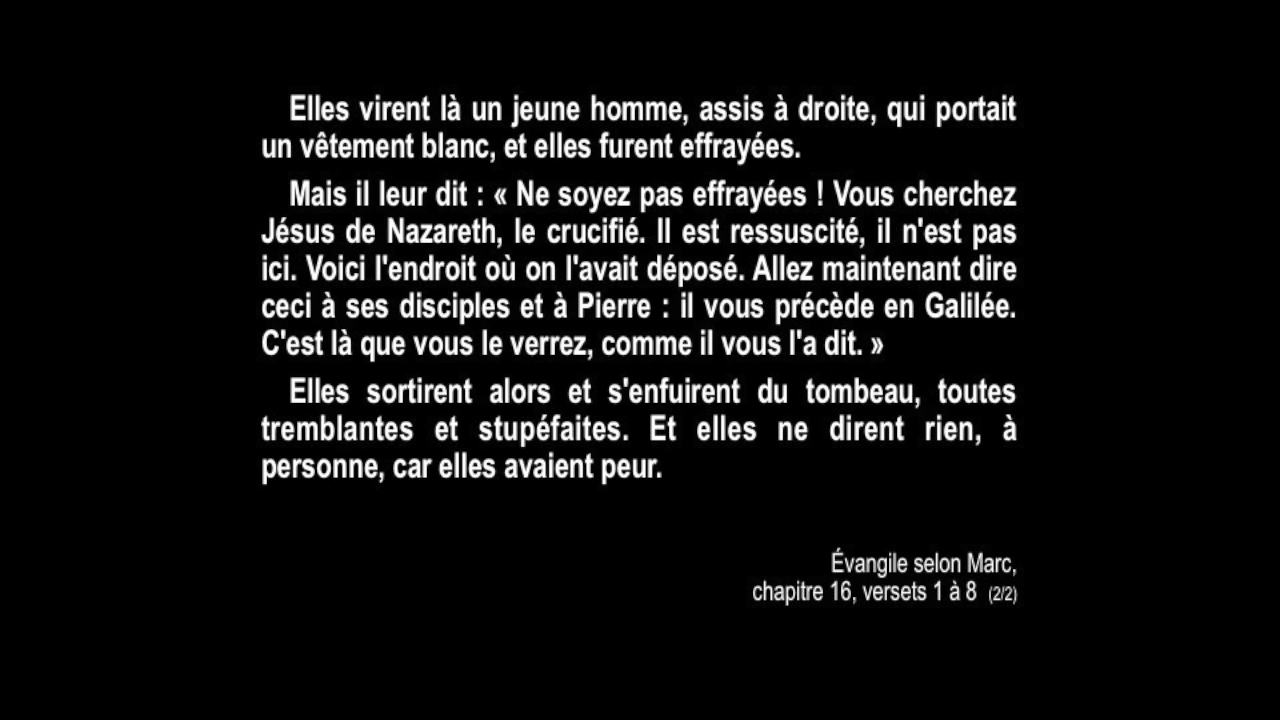 Elles virent là un jeune homme, assis à droite, qui portait
un vêtement blanc, et elles furent effrayées.
Mais il leur dit : « Ne soyez pas effrayées ! Vous cherchez
Jésus de Nazareth, le crucifié. Il est ressuscité, il n'est pas
ici. Voici l'endroit où on l'avait déposé. Allez maintenant dire
ceci à ses disciples et à Pierre : il vous précède en Galilée.
C'est là que vous le verrez, comme il vous l'a dit. »
Elles sortirent alors et s'enfuirent du tombeau, toutes
tremblantes et stupéfaites. Et elles ne dirent rien, à
personne, car elles avaient peur.
Évangile selon Marc,
chapitre 16, versets 1 à 8 (2/2)